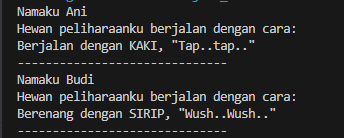 Namaku Ani
Hewan peliharaanku berjalan dengan cara:
Berjalan dengan KAKI, "Tap..tap.."
------------------------------
Namaku Budi
Hewan peliharaanku berjalan dengan cara:
Berenang dengan SIRIP, "Wush..Wush.."
------------------------------